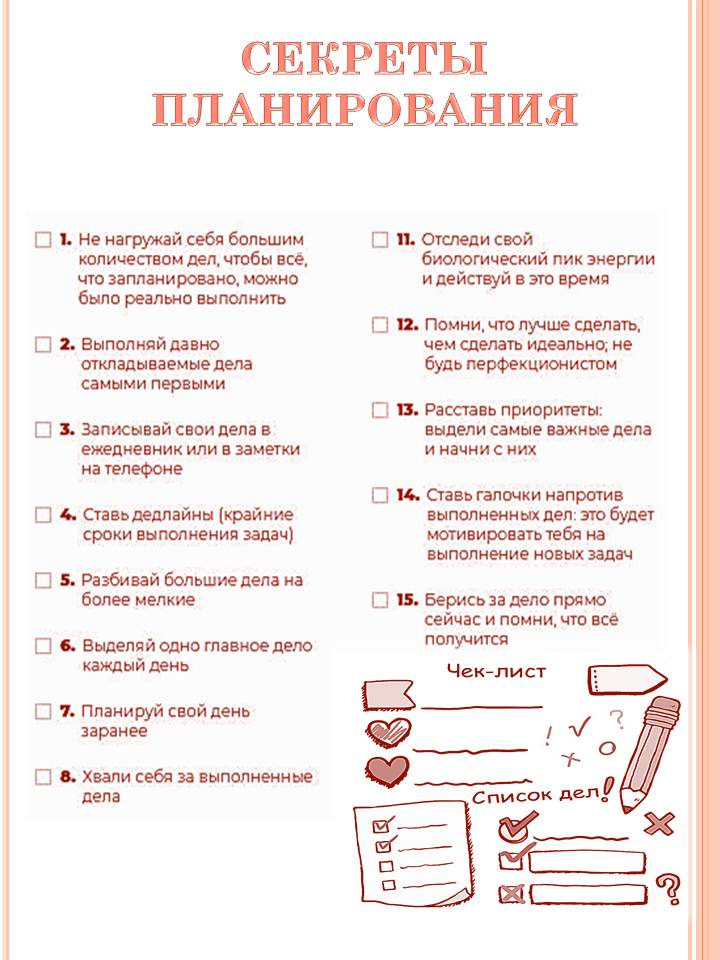 СЕКРЕТЫ
ПЛАНИРОВАНИЯ
1. Не нагружай себя большим
количеством дел, чтобы всё,
что запланировано, можно
было реально выполнить
2. Выполняй давно
откладываемые дела
самыми первыми
3. Записывай свои дела в
ежедневник или в заметки
на телефоне
4. Ставь дедлайны (крайние
сроки выполнения задач)
5. Разбивай большие дела на
более мелкие
6. Выделяй одно главное дело
каждый день
7. Планируй свой день
заранее
8. Хвали себя за выполненные
дела
11. Отследи свой
биологический пик энергии
и действуй в это время
12. Помни, что лучше сделать,
чем сделать идеально; не
будь перфекционистом
13. Расставь приоритеты:
выдели самые важные дела
и начни с них
14. Ставь галочки напротив
выполненных дел: это будет
мотивировать тебя на
выполнение новых задач
15. Берись за дело прямо
сейчас и помни, что всё
получится
Чек-лист
! ?
Список дел!
?